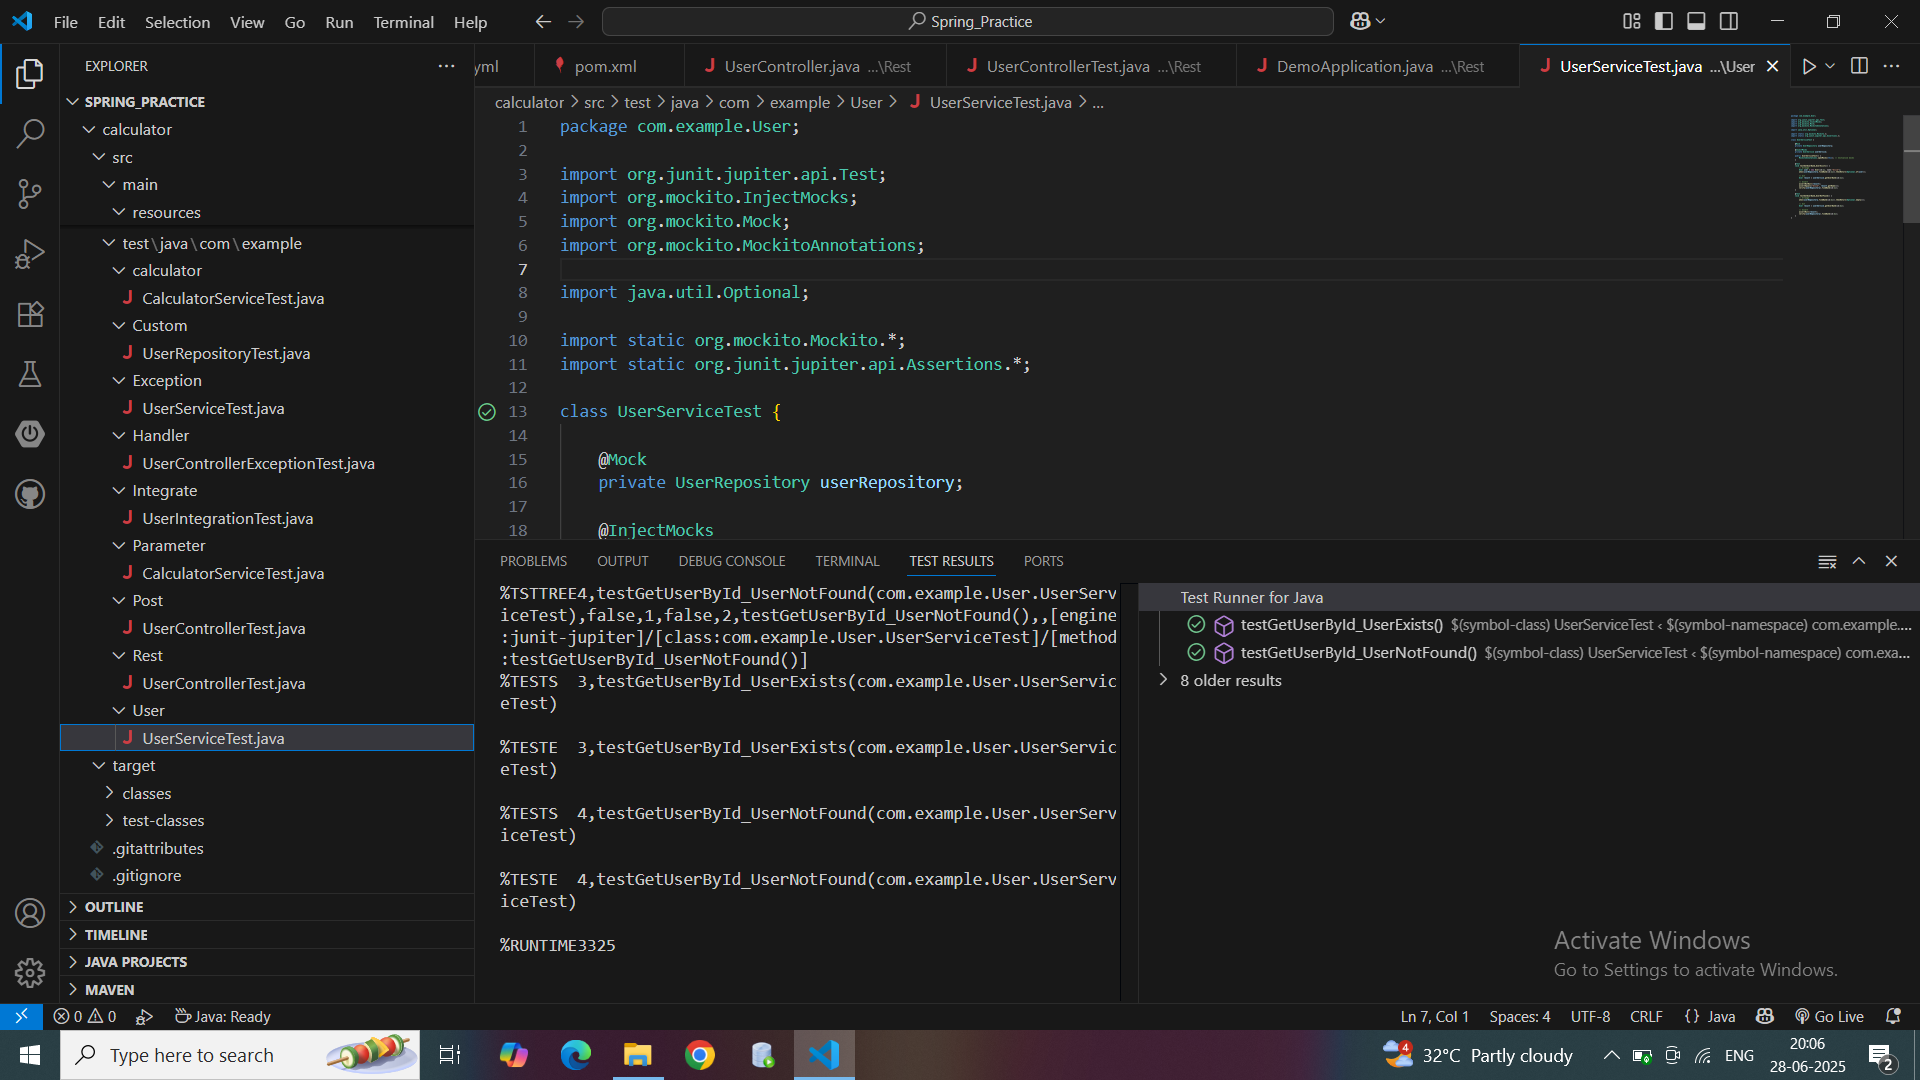 File Edit Selection View Go Run Terminal Help
Spring_Practice
EXPLORER
SPRING_PRACTICE
calculator
src
main
resources
test\java\com\example
calculator
CalculatorServiceTest.java
Custom
UserRepositoryTest.java
Exception
UserServiceTest.java
Handler
UserControllerExceptionTest.java
Integrate
UserIntegrationTest.java
Parameter
CalculatorServiceTest.java
Post
UserControllerTest.java
Rest
UserControllerTest.java
User
UserServiceTest.java
target
classes
test-classes
.gitattributes
.gitignore
OUTLINE
TIMELINE
JAVA PROJECTS
MAVEN
yml pom.xml UserController.java ...\Rest UserControllerTest.java ...\Rest DemoApplication.java ...\Rest UserServiceTest.java ...\User
calculator > src > test > java > com > example > User > UserServiceTest.java > ...
1 package com.example.User;
2
3 import org.junit.jupiter.api.Test;
4 import org.mockito.InjectMocks;
5 import org.mockito.Mock;
6 import org.mockito.MockitoAnnotations;
7
8 import java.util.Optional;
9
10 import static org.mockito.Mockito.*;
11 import static org.junit.jupiter.api.Assertions.*;
12
13 class UserServiceTest {
14
15 @Mock
16 private UserRepository userRepository;
17
18 @InjectMocks
PROBLEMS OUTPUT DEBUG CONSOLE TERMINAL TEST RESULTS PORTS
%TSTTREE4,testGetUserById_UserNotFound(com.example.User.UserServ
iceTest),false,1,false,2,testGetUserById_UserNotFound(),,[engine
:junit-jupiter]/[class:com.example.User.UserServiceTest]/[method
:testGetUserById_UserNotFound()]
%TESTS 3,testGetUserById_UserExists(com.example.User.UserServic
eTest)
%TESTE 3,testGetUserById_UserExists(com.example.User.UserServic
eTest)
%TESTS 4,testGetUserById_UserNotFound(com.example.User.UserServ
iceTest)
%TESTE 4,testGetUserById_UserNotFound(com.example.User.UserServ
iceTest)
%RUNTIME3325
Test Runner for Java
testGetUserById_UserExists() $(symbol-class) UserServiceTest < $(symbol-namespace) com.example....
testGetUserById_UserNotFound() $(symbol-class) UserServiceTest < $(symbol-namespace) com.exa...
8 older results
Activate Windows
Go to Settings to activate Windows.
0 0 Java: Ready Ln 7, Col 1 Spaces: 4 UTF-8 CRLF {} Java Go Live
Type here to search
4 32°C Partly cloudy ENG 20:06
28-06-2025 2